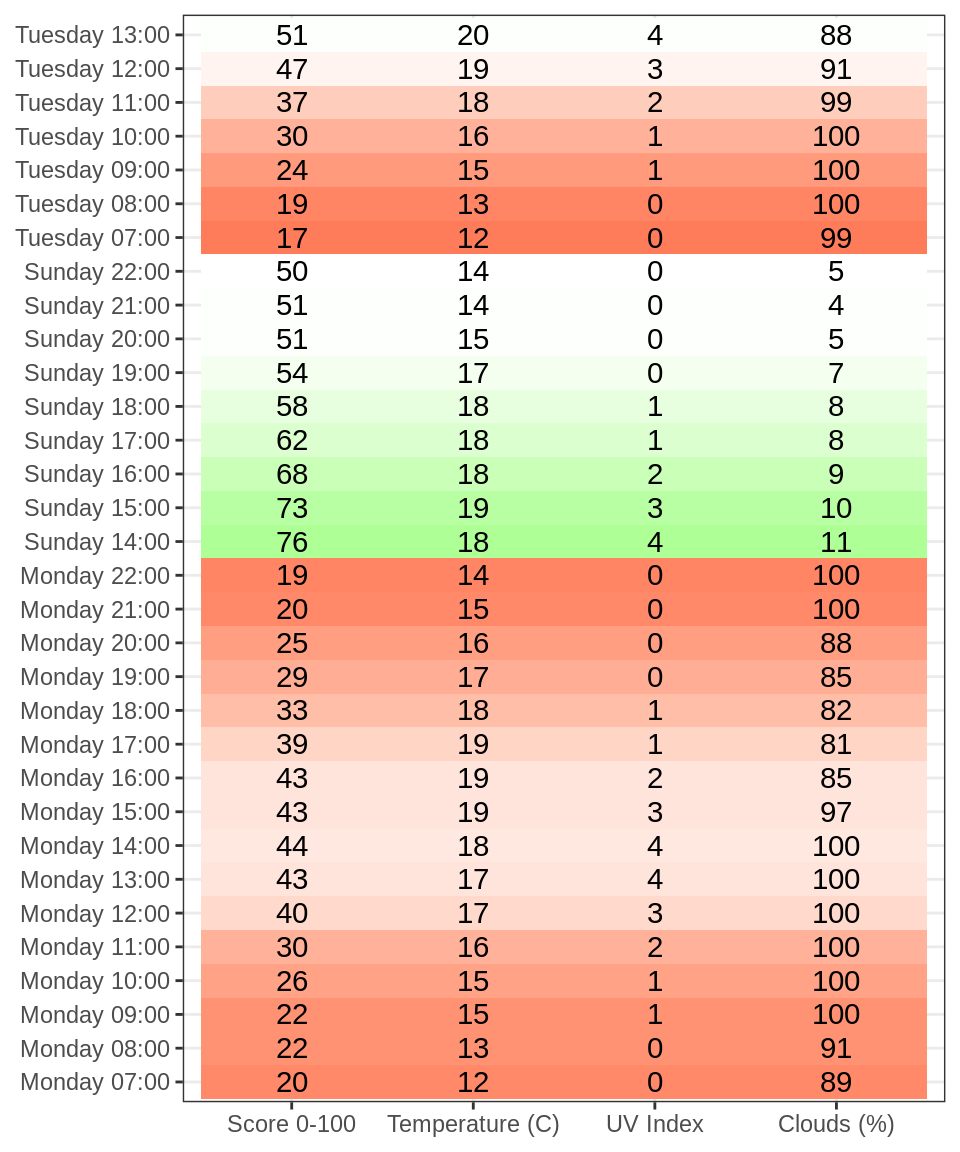 Tuesday 13:00 51 20 4 88
Tuesday 12:00 47 19 3 91
Tuesday 11:00 37 18 2 99
Tuesday 10:00 30 16 1 100
Tuesday 09:00 24 15 1 100
Tuesday 08:00 19 13 0 100
Tuesday 07:00 17 12 0 99
Sunday 22:00 50 14 0 5
Sunday 21:00 51 14 0 4
Sunday 20:00 51 15 0 5
Sunday 19:00 54 17 0 7
Sunday 18:00 58 18 1 8
Sunday 17:00 62 18 1 8
Sunday 16:00 68 18 2 9
Sunday 15:00 73 19 3 10
Sunday 14:00 76 18 4 11
Monday 22:00 19 14 0 100
Monday 21:00 20 15 0 100
Monday 20:00 25 16 0 88
Monday 19:00 29 17 0 85
Monday 18:00 33 18 1 82
Monday 17:00 39 19 1 81
Monday 16:00 43 19 2 85
Monday 15:00 43 19 3 97
Monday 14:00 44 18 4 100
Monday 13:00 43 17 4 100
Monday 12:00 40 17 3 100
Monday 11:00 30 16 2 100
Monday 10:00 26 15 1 100
Monday 09:00 22 15 1 100
Monday 08:00 22 13 0 91
Monday 07:00 20 12 0 89
Score 0-100 Temperature (C) UV Index Clouds (%)